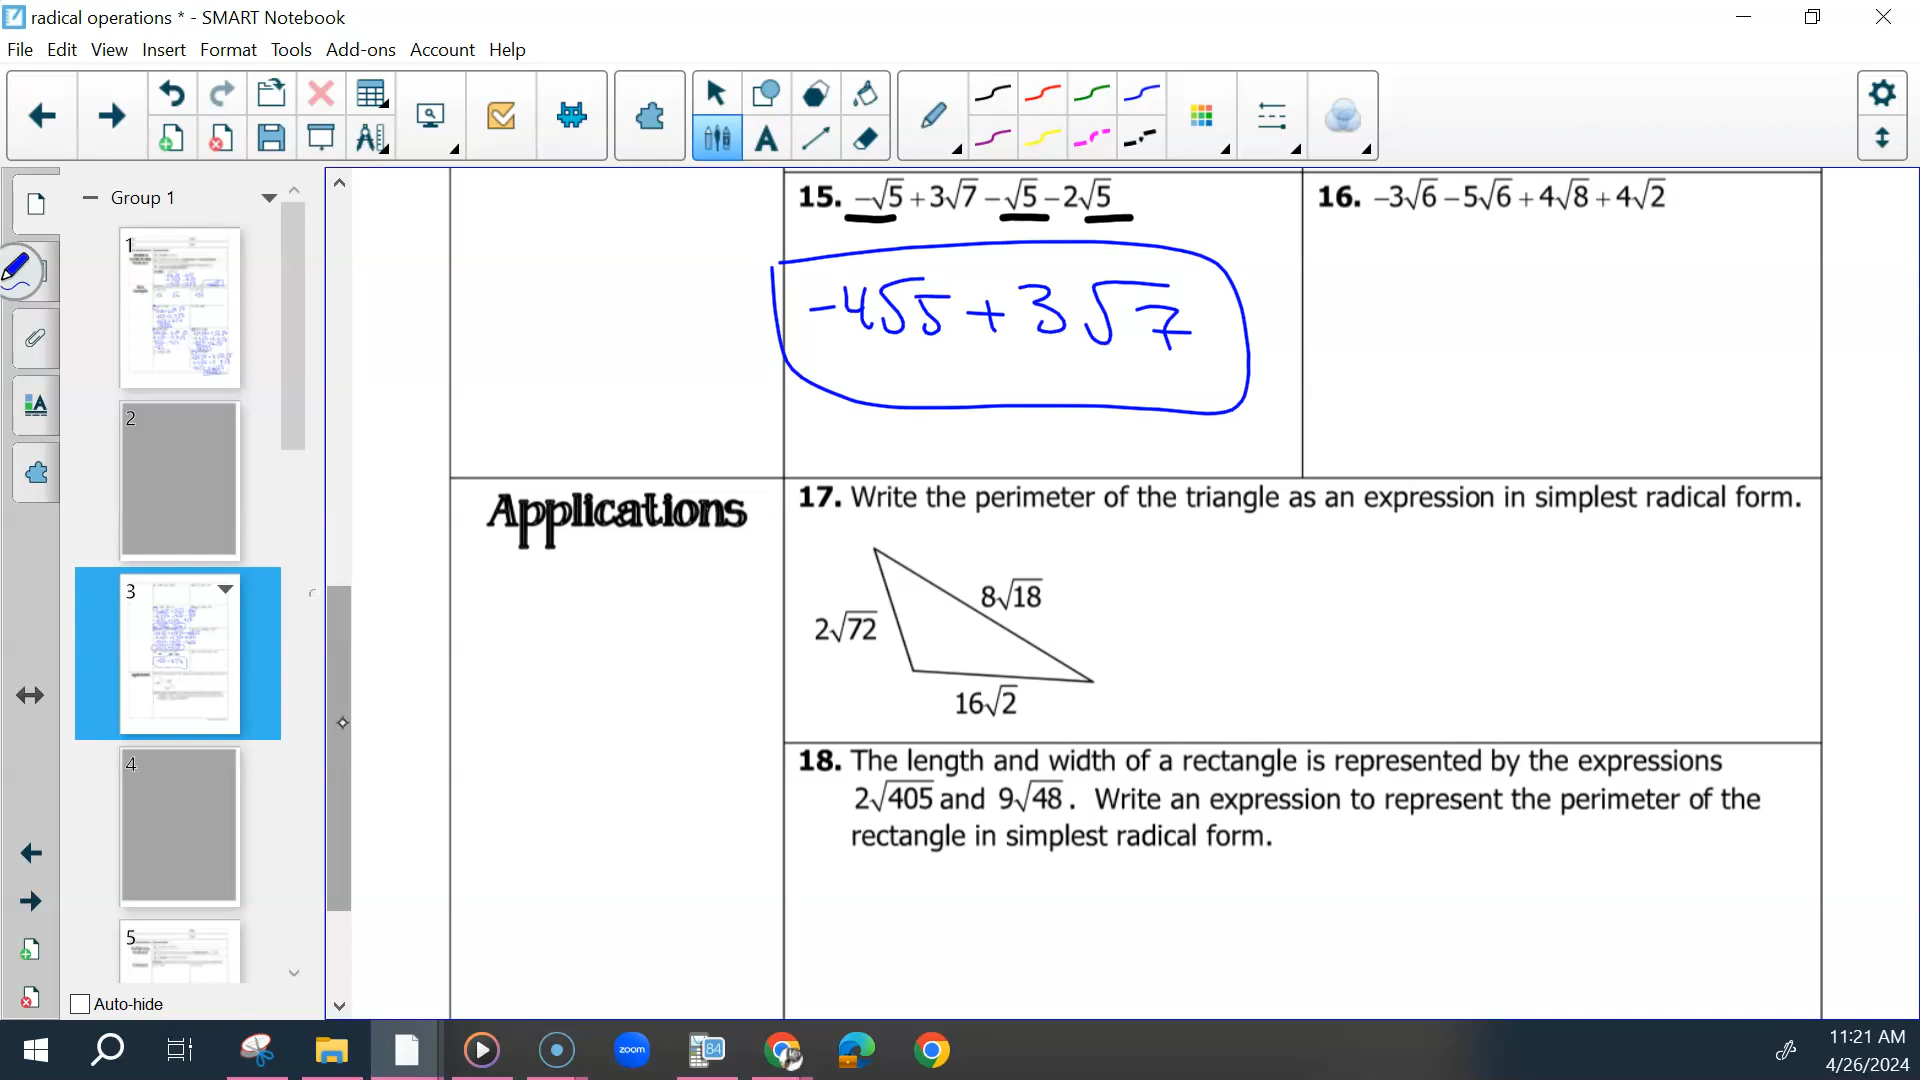 radical operations * - SMART Notebook
File Edit View Insert Format Tools Add-ons Account Help
Group 1
1
2
3
4
5
Auto-hide
15. −√5 + 3√7 − √5 − 2√5
-4√5 + 3√7
16. −3√6 − 5√6 + 4√8 + 4√2
Applications
17. Write the perimeter of the triangle as an expression in simplest radical form.
8√18
2√72
16√2
18. The length and width of a rectangle is represented by the expressions
2√405 and 9√48. Write an expression to represent the perimeter of the
rectangle in simplest radical form.
zoom
84
11:21 AM
4/26/2024